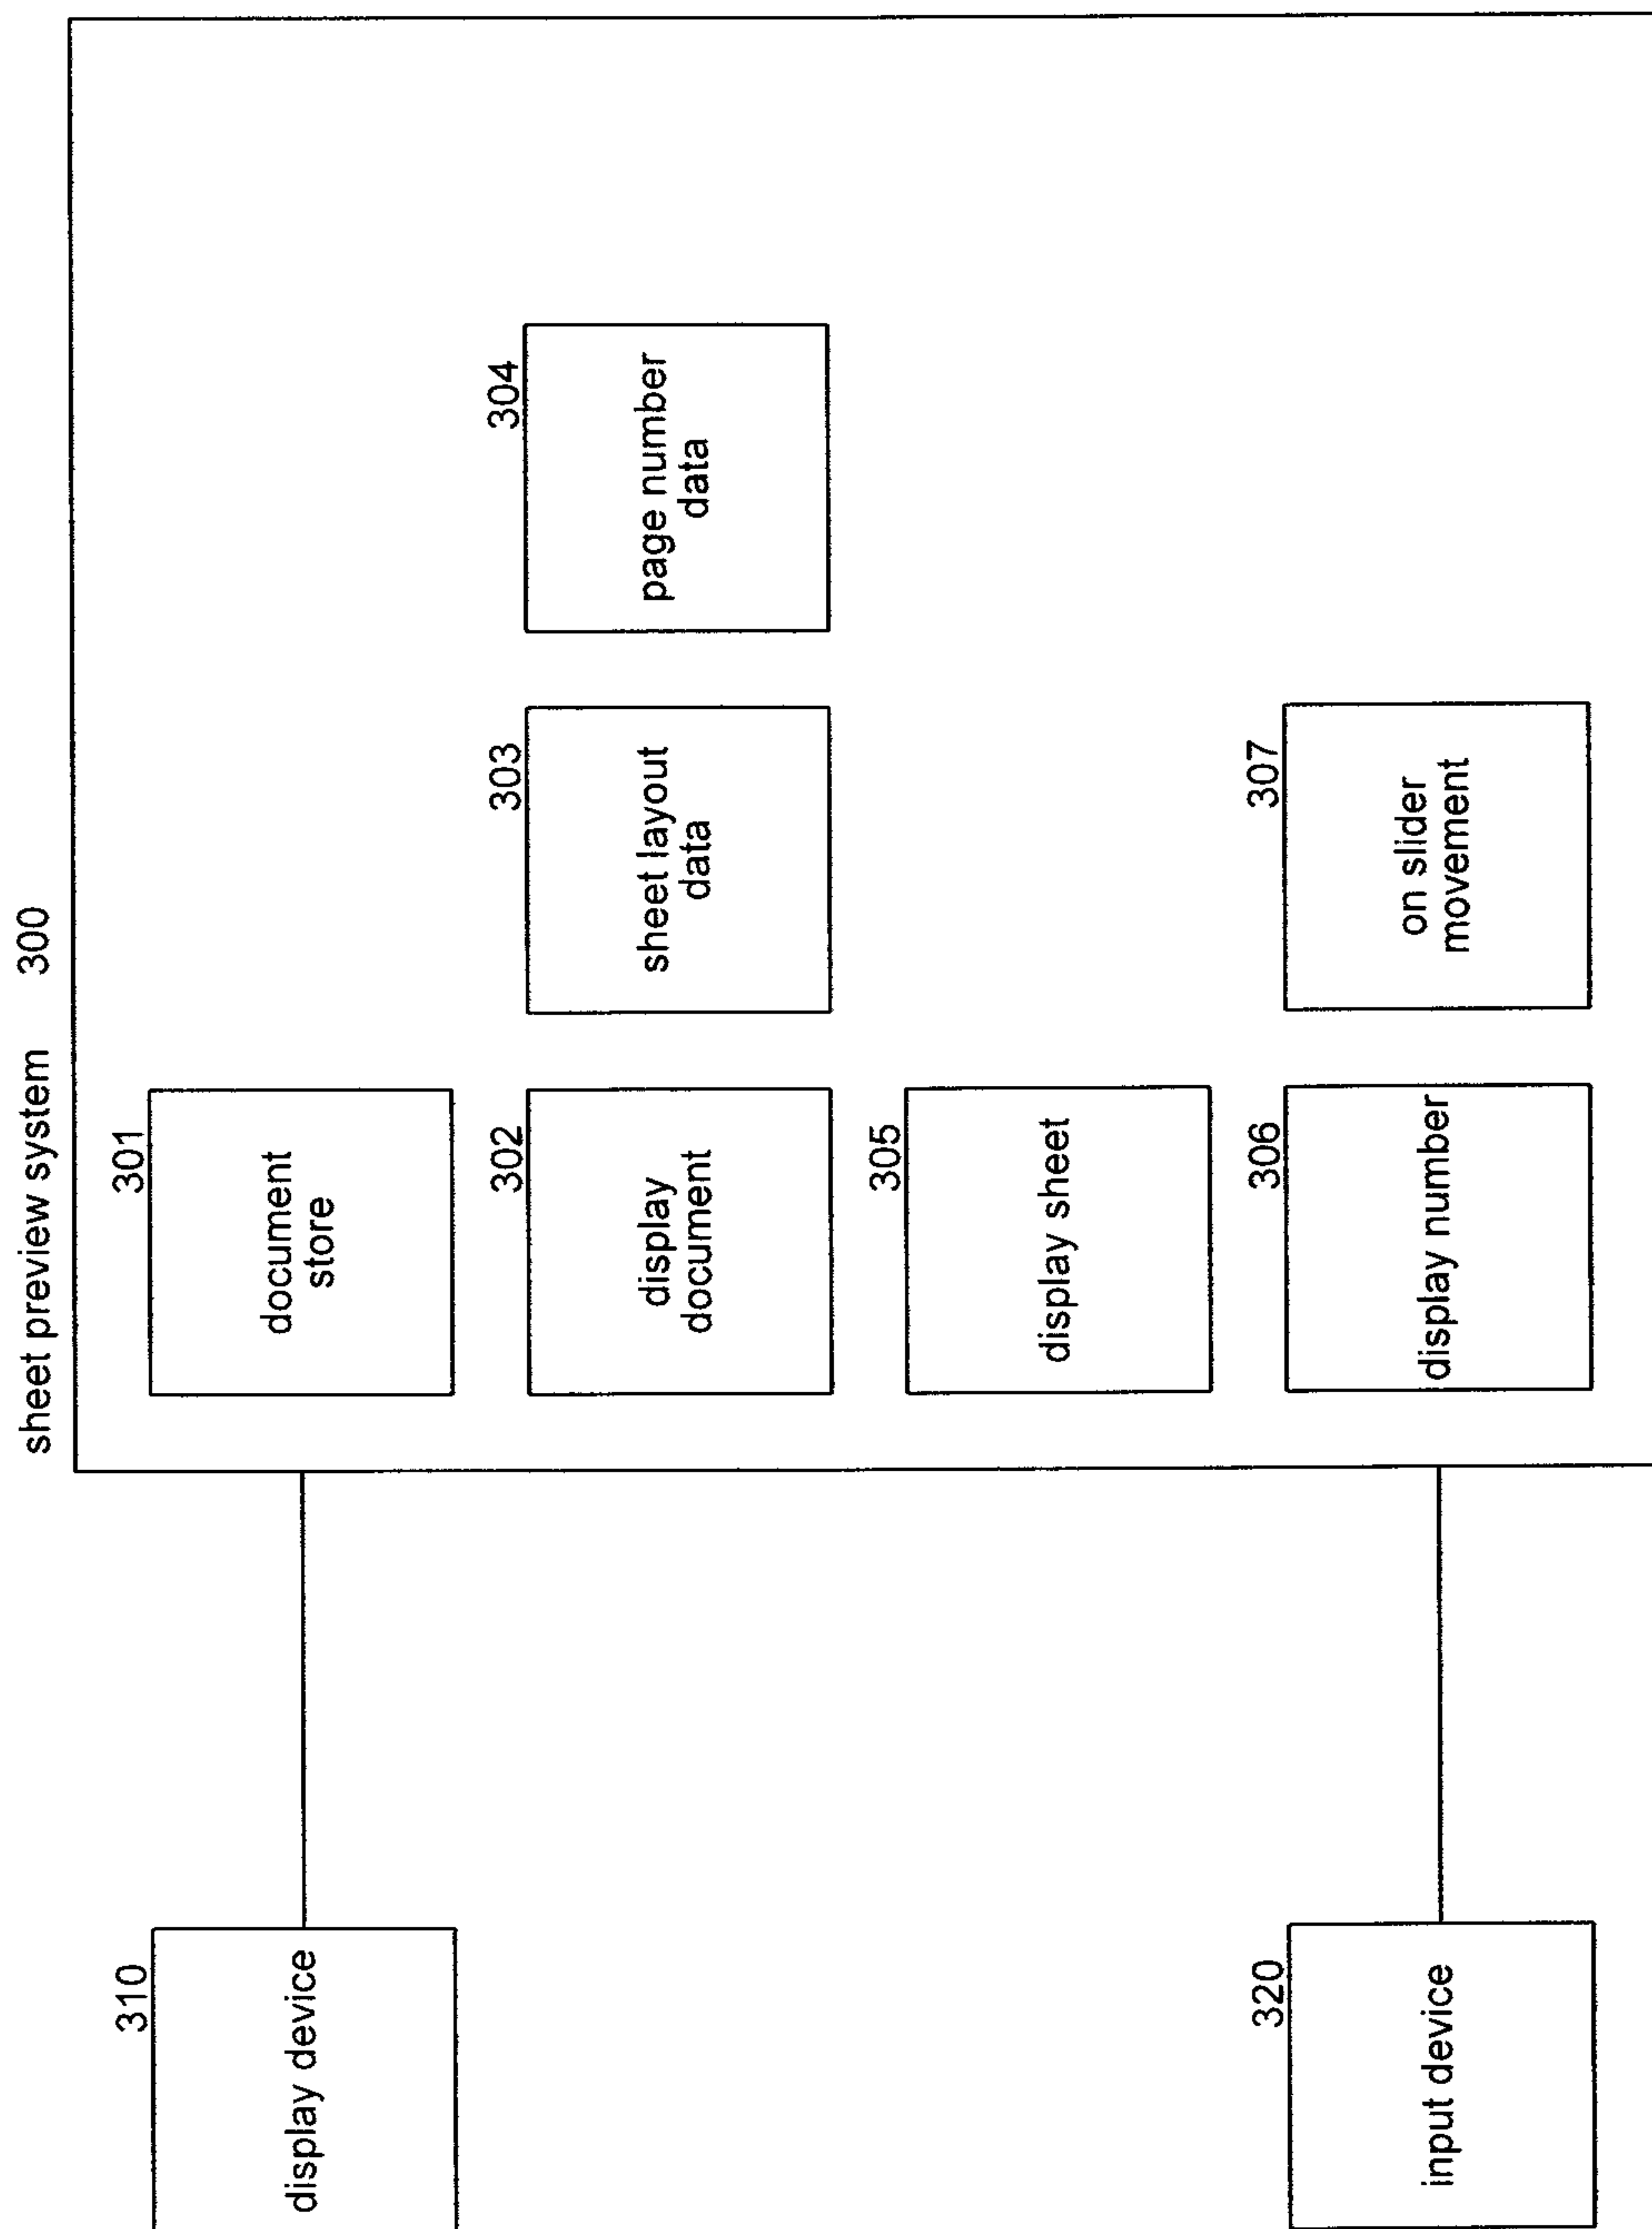 sheet preview system 300
310
display device
301
document
store
302
display
document
303
sheet layout
data
304
page number
data
305
display sheet
320
input device
306
display number
307
on slider
movement